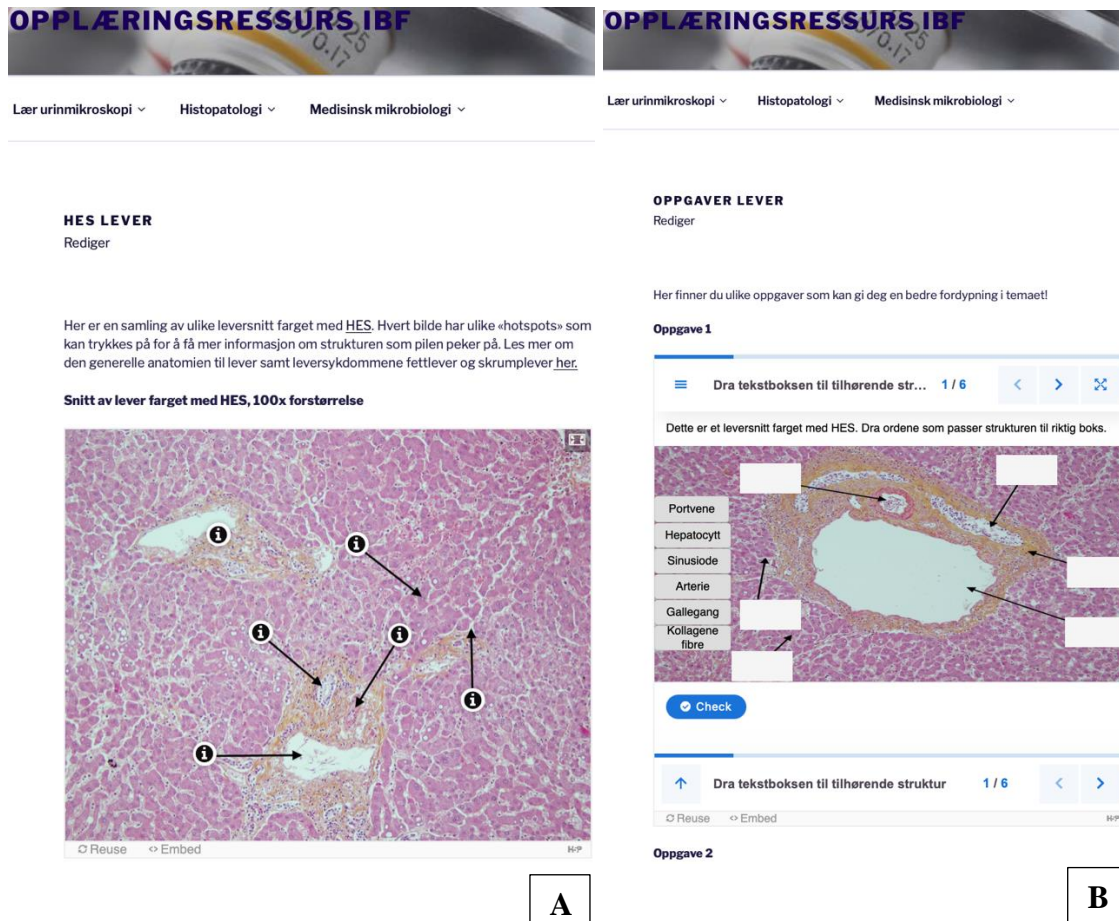 OPPLÆRINGSRESSURS IBF
Lær urinmikroskopi
Histopatologi
Medisinsk mikrobiologi
HES LEVER
Rediger
Her er en samling av ulike leversnitt farget med HES. Hvert bilde har ulike «hotspots» som
kan trykkes på for å få mer informasjon om strukturen som pilen peker på. Les mer om
den generelle anatomien til lever samt leversykdommene fettlever og skrumplever her.
Snitt av lever farget med HES, 100x forstørrelse
i
i
i
i
i
i
Reuse
Embed
H5P
A
OPPLÆRINGSRESSURS IBF
Lær urinmikroskopi
Histopatologi
Medisinsk mikrobiologi
OPPGAVER LEVER
Rediger
Her finner du ulike oppgaver som kan gi deg en bedre fordypning i temaet!
Oppgave 1
Dra tekstboksen til tilhørende str... 1 / 6
Dette er et leversnitt farget med HES. Dra ordene som passer strukturen til riktig boks.
Portvene
Hepatocytt
Sinusiode
Arterie
Gallegang
Kollagene
fibre
Check
Dra tekstboksen til tilhørende struktur 1 / 6
Reuse
Embed
Oppgave 2
B